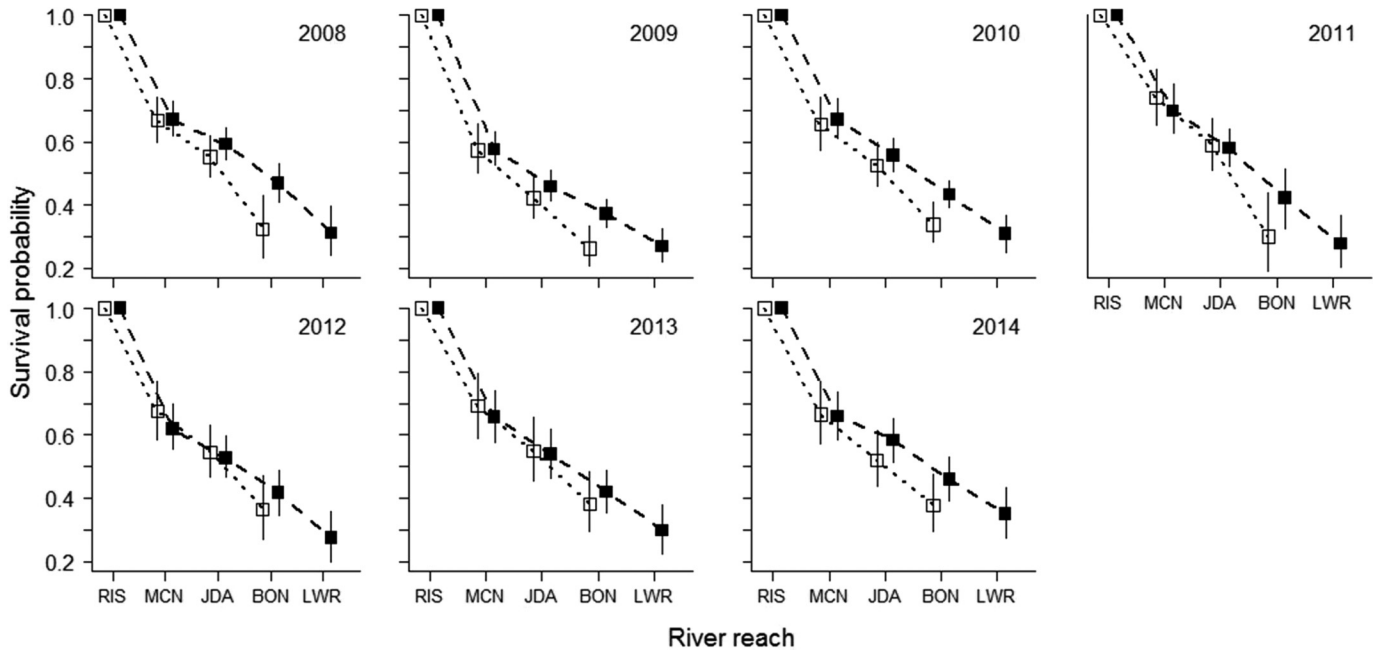 Survival probability
1.0
0.8
0.6
0.4
0.2
2008
2009
2010
2011
RIS MCN JDA BON LWR
1.0
0.8
0.6
0.4
0.2
2012
2013
2014
RIS MCN JDA BON LWR
RIS MCN JDA BON LWR
RIS MCN JDA BON LWR
River reach